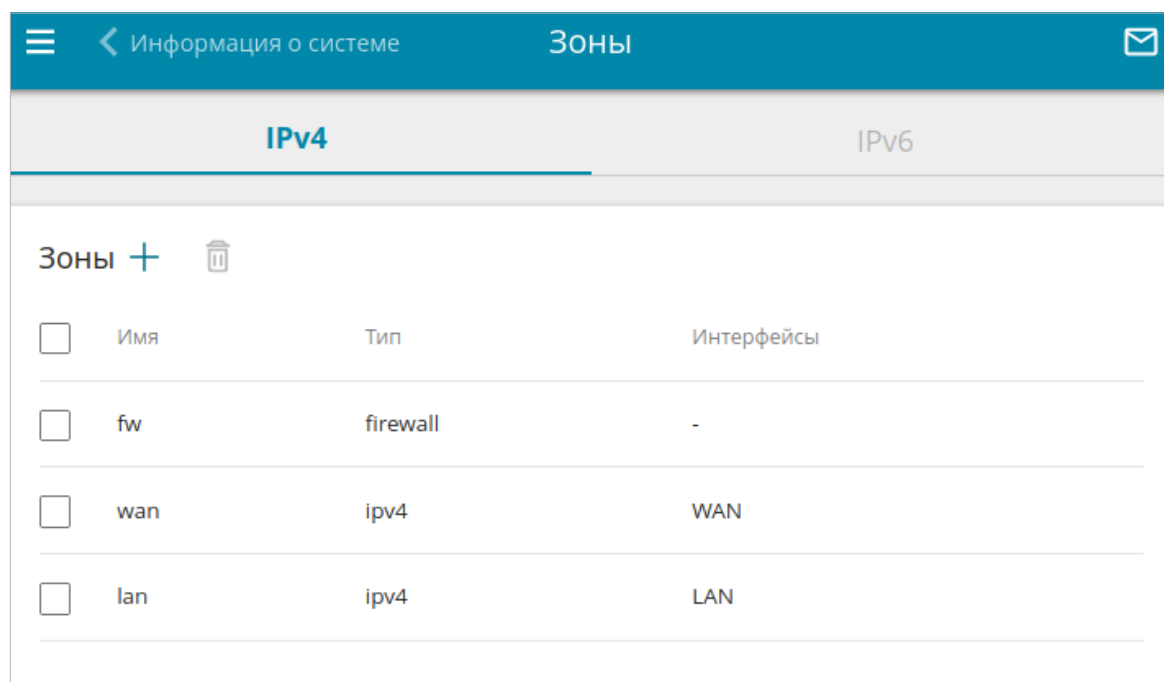 Информация о системе Зоны
IPv4 IPv6
Зоны
Имя Тип Интерфейсы
fw firewall -
wan ipv4 WAN
lan ipv4 LAN